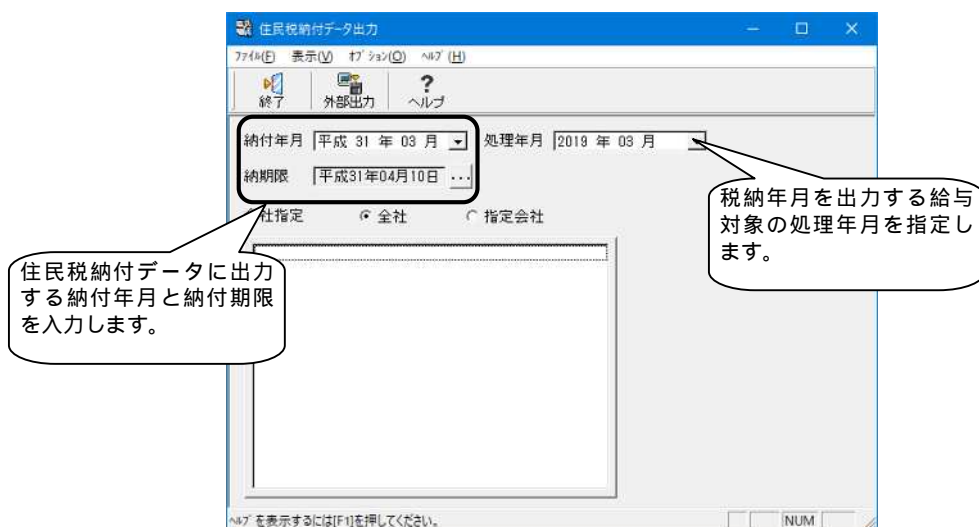 住民税納付データ出力
ﾌｧｲﾙ(F) 表示(V) ｵﾌﾟｼｮﾝ(O) ﾍﾙﾌﾟ(H)
終了 外部出力 ヘルプ
納付年月 平成 31 年 03 月 処理年月 2019 年 03 月
納期限 平成31年04月10日 ...
社指定 全社 指定会社
税納年月を出力する給与
対象の処理年月を指定し
ます。
住民税納付データに出力
する納付年月と納付期限
を入力します。
ﾍﾙﾌﾟを表示するには[F1]を押してください。 NUM